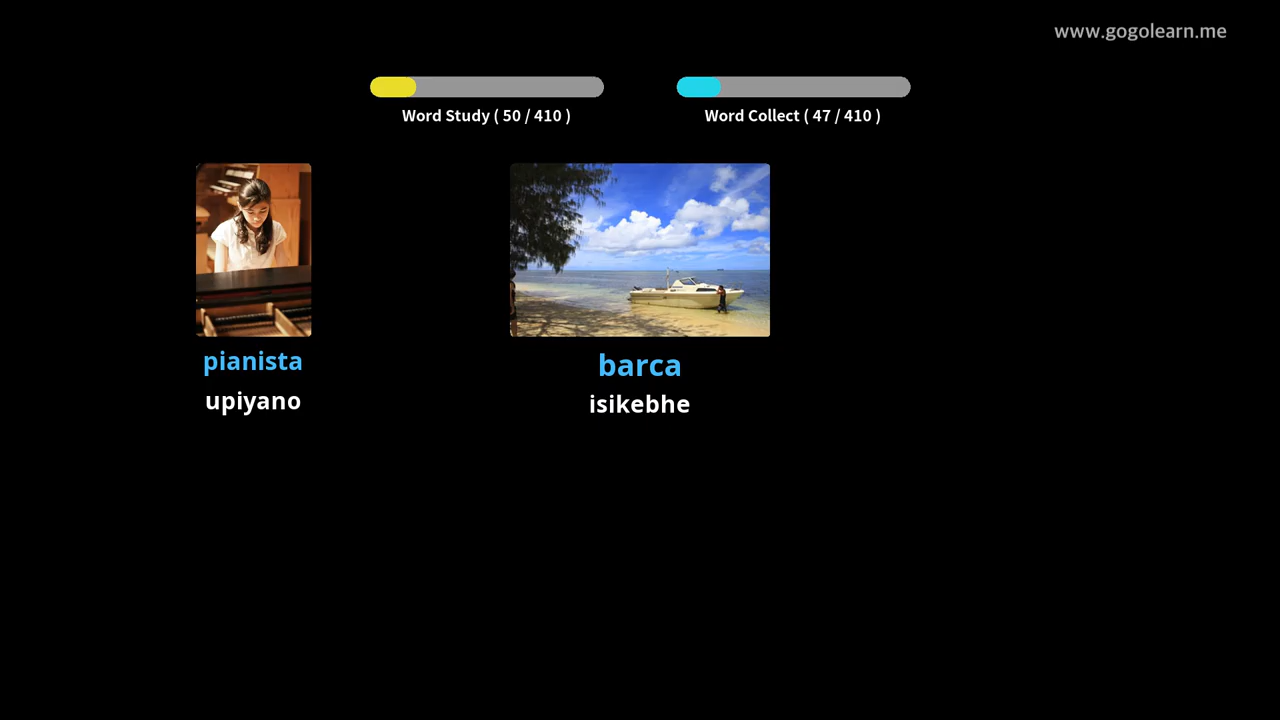 www.gogolearn.me
Word Study ( 50 / 410 )
Word Collect ( 47 / 410 )
pianista
upiyano
barca
isikebhe